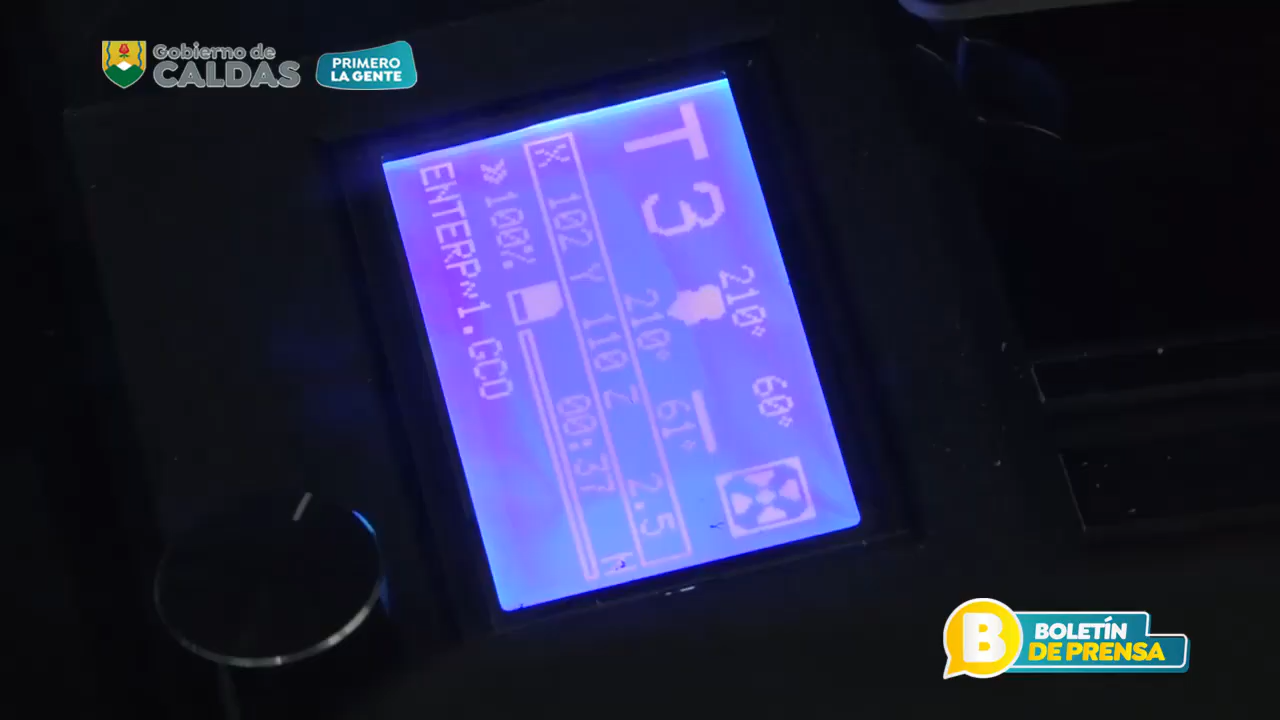 Gobierno de
CALDAS
PRIMERO
LA GENTE
T3
210° 60°
210° 61°
X 102 Y 110 Z 2.5
»100% 00:37
ENTERP~1.GCO
B
BOLETÍN
DE PRENSA